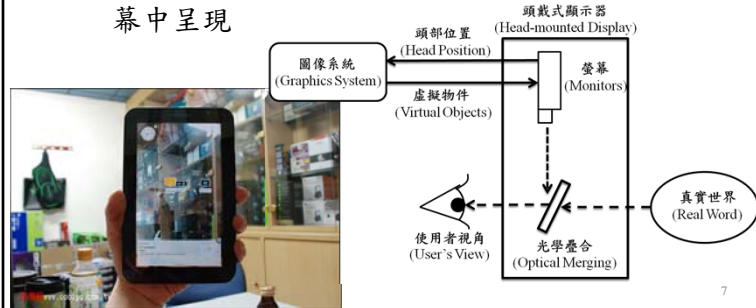 幕中呈現
頭戴式顯示器
(Head-mounted Display)
頭部位置
(Head Position)
圖像系統
(Graphics System)
螢幕
(Monitors)
虛擬物件
(Virtual Objects)
真實世界
(Real Word)
使用者視角
(User's View)
光學疊合
(Optical Merging)
7